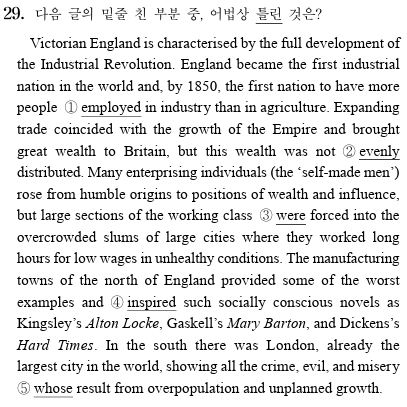 29. 다음 글의 밑줄 친 부분 중, 어법상 틀린 것은?
Victorian England is characterised by the full development of
the Industrial Revolution. England became the first industrial
nation in the world and, by 1850, the first nation to have more
people ① employed in industry than in agriculture. Expanding
trade coincided with the growth of the Empire and brought
great wealth to Britain, but this wealth was not ② evenly
distributed. Many enterprising individuals (the ‘self-made men’)
rose from humble origins to positions of wealth and influence,
but large sections of the working class ③ were forced into the
overcrowded slums of large cities where they worked long
hours for low wages in unhealthy conditions. The manufacturing
towns of the north of England provided some of the worst
examples and ④ inspired such socially conscious novels as
Kingsley’s Alton Locke, Gaskell’s Mary Barton, and Dickens’s
Hard Times. In the south there was London, already the
largest city in the world, showing all the crime, evil, and misery
⑤ whose result from overpopulation and unplanned growth.